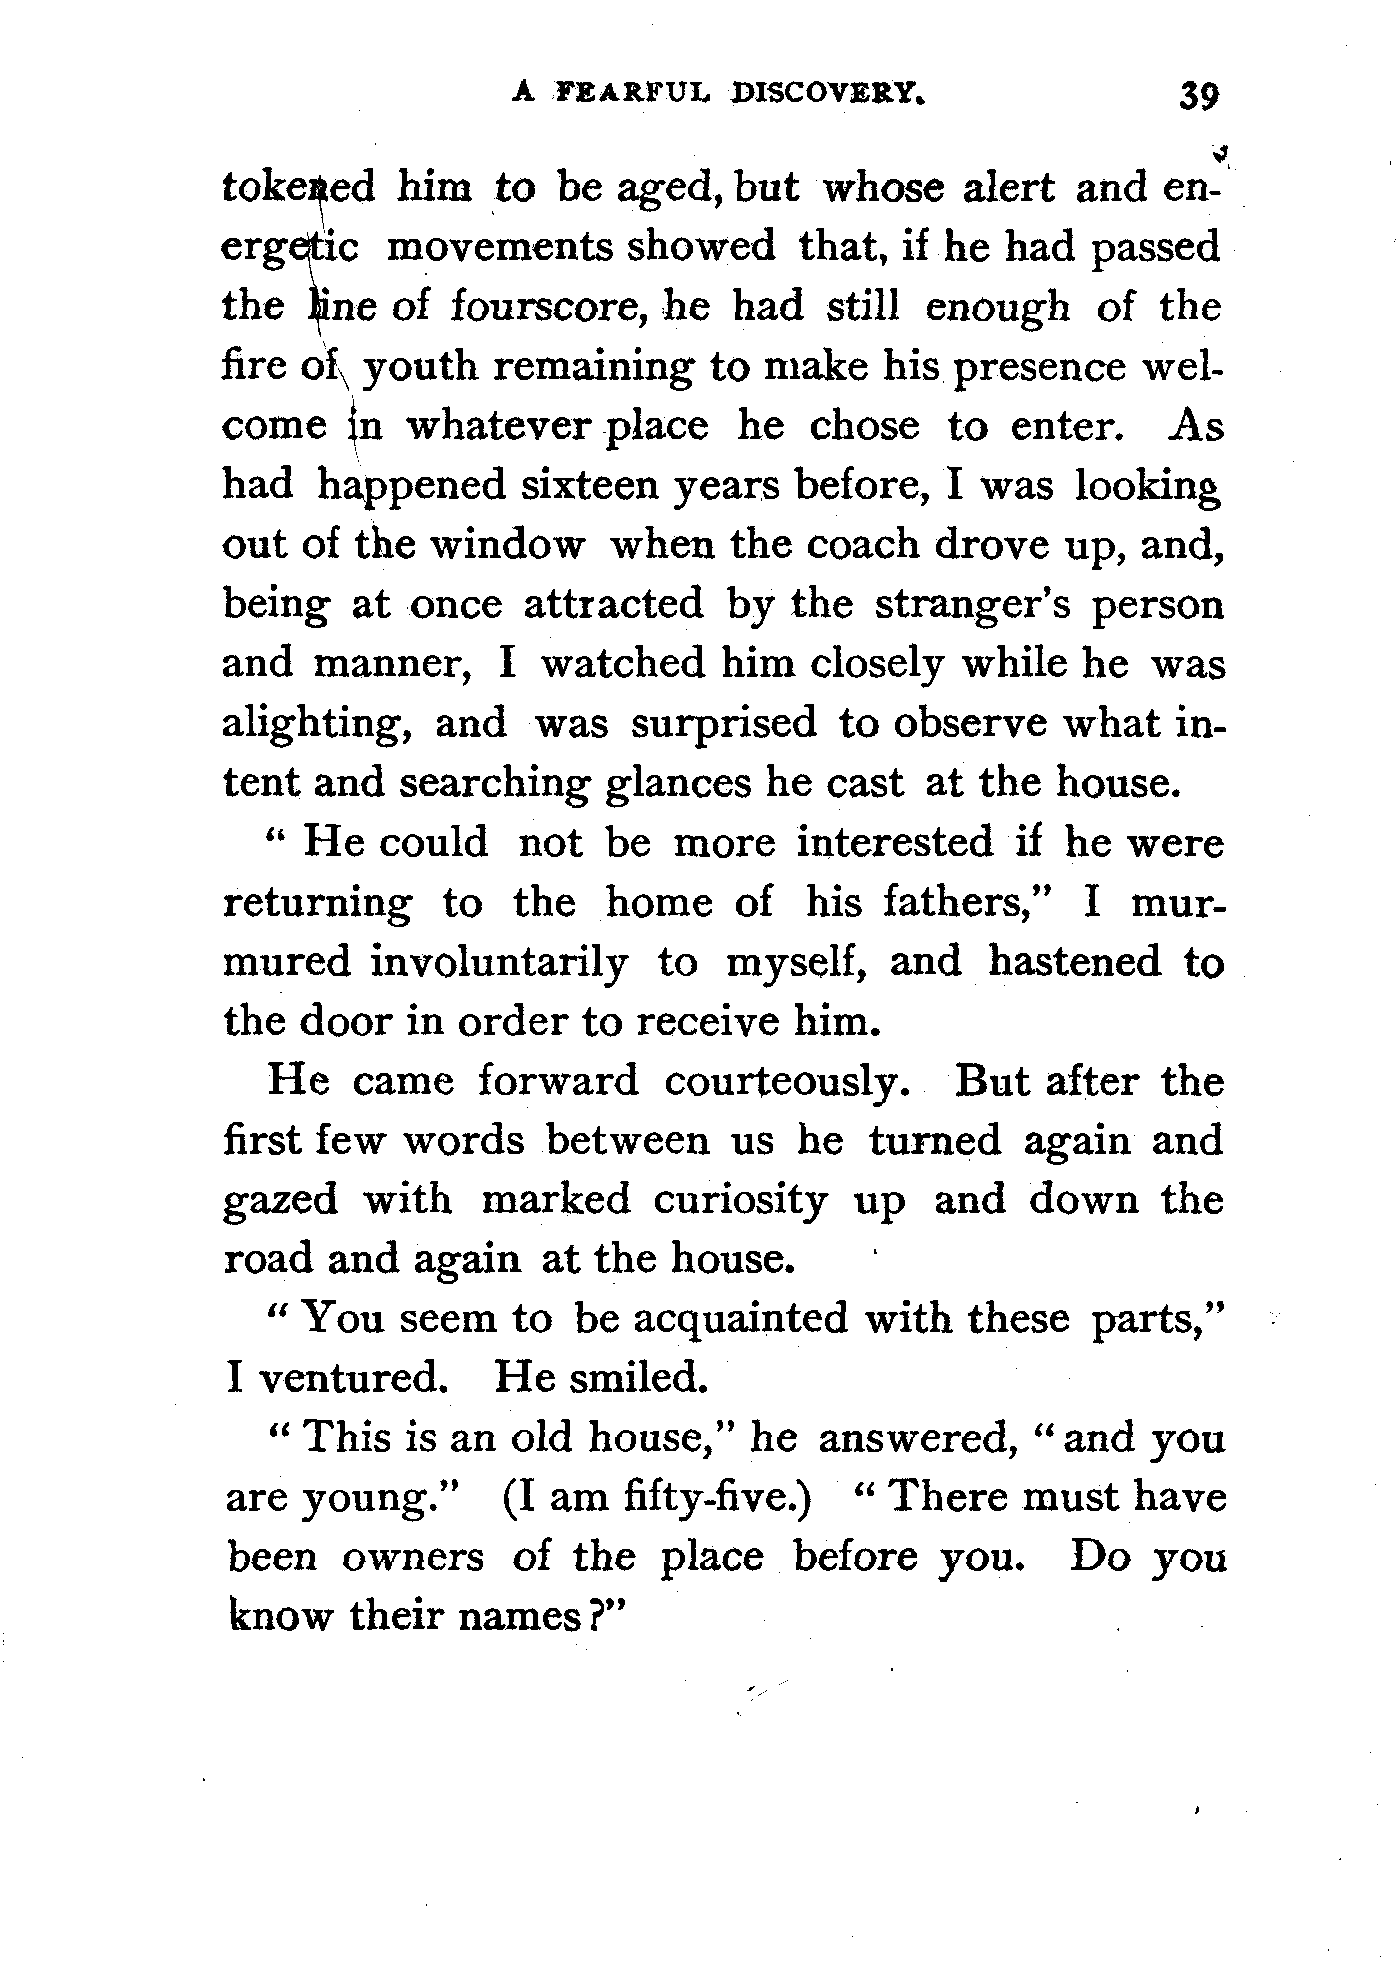 A FEARFUL DISCOVERY. 39
tokened him to be aged, but whose alert and en-
ergetic movements showed that, if he had passed
the line of fourscore, he had still enough of the
fire of youth remaining to make his presence wel-
come in whatever place he chose to enter. As
had happened sixteen years before, I was looking
out of the window when the coach drove up, and,
being at once attracted by the stranger's person
and manner, I watched him closely while he was
alighting, and was surprised to observe what in-
tent and searching glances he cast at the house.
" He could not be more interested if he were
returning to the home of his fathers," I mur-
mured involuntarily to myself, and hastened to
the door in order to receive him.
He came forward courteously. But after the
first few words between us he turned again and
gazed with marked curiosity up and down the
road and again at the house.
" You seem to be acquainted with these parts,"
I ventured. He smiled.
" This is an old house," he answered, " and you
are young." (I am fifty-five.) " There must have
been owners of the place before you. Do you
know their names?"